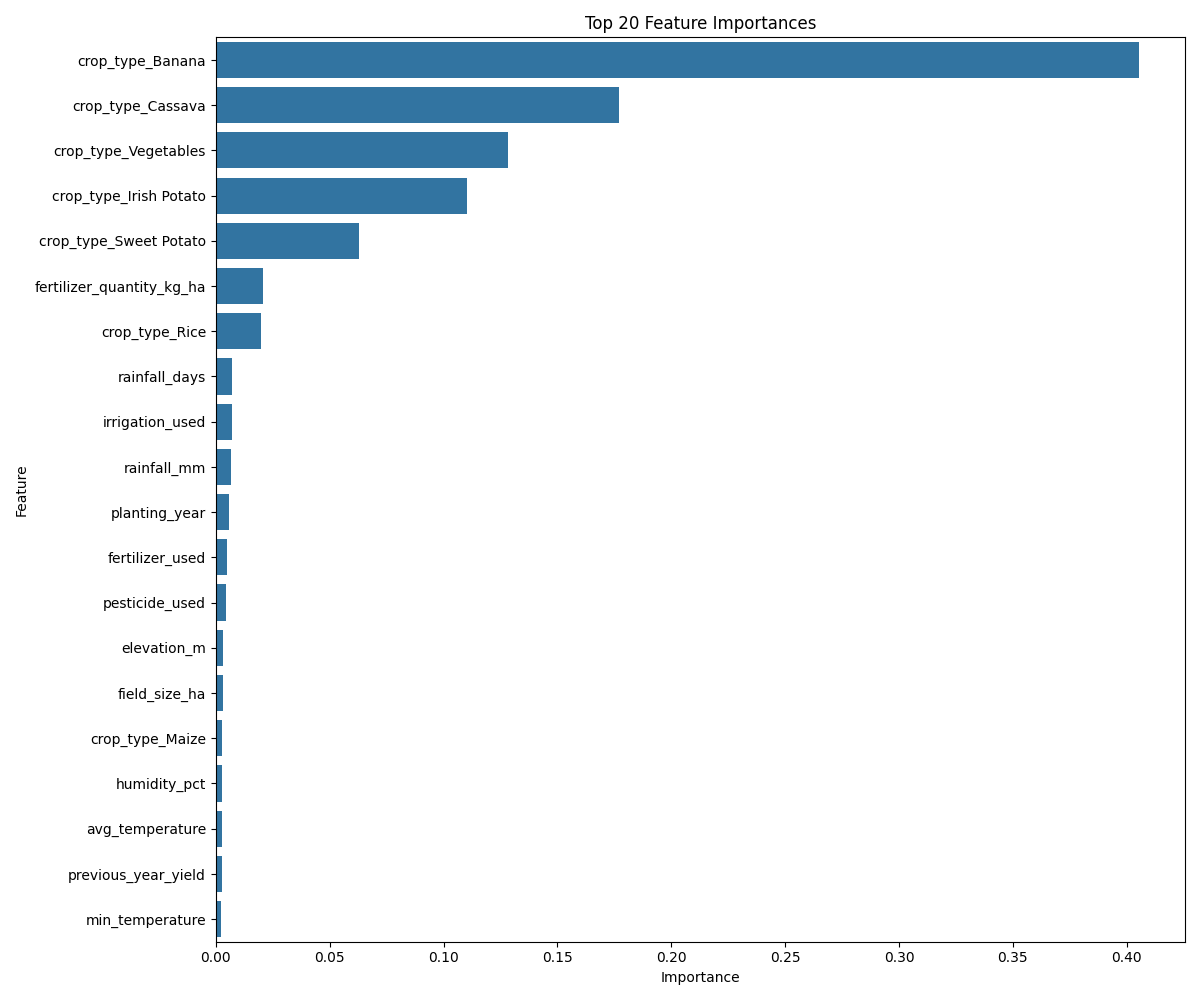 Top 20 Feature Importances
crop_type_Banana
crop_type_Cassava
crop_type_Vegetables
crop_type_Irish Potato
crop_type_Sweet Potato
fertilizer_quantity_kg_ha
crop_type_Rice
rainfall_days
irrigation_used
rainfall_mm
planting_year
fertilizer_used
pesticide_used
elevation_m
field_size_ha
crop_type_Maize
humidity_pct
avg_temperature
previous_year_yield
min_temperature
Feature
0.00 0.05 0.10 0.15 0.20 0.25 0.30 0.35 0.40
Importance